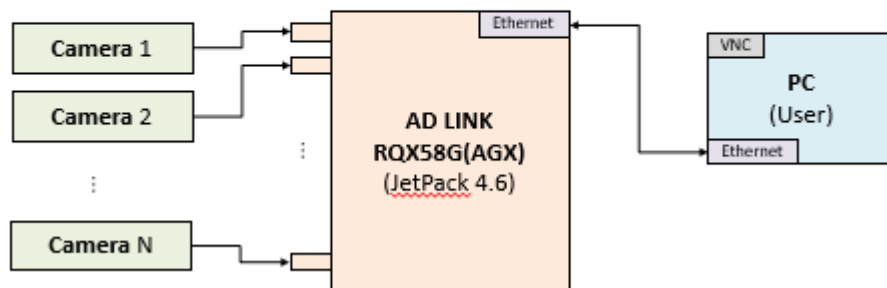 Camera 1
Camera 2
⋮
Camera N
⋮
Ethernet
AD LINK
RQX58G(AGX)
(JetPack 4.6)
VNC
PC
(User)
Ethernet